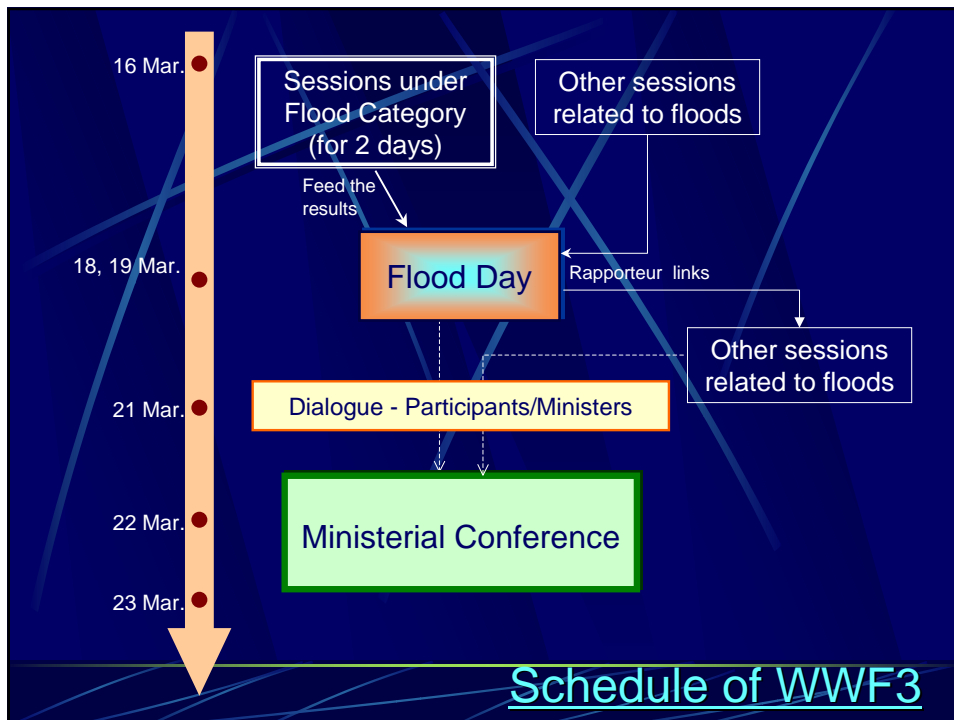 16 Mar.
Sessions under
Flood Category
(for 2 days)
Other sessions
related to floods
Feed the
results
18, 19 Mar.
Flood Day
Rapporteur links
Other sessions
related to floods
21 Mar.
Dialogue - Participants/Ministers
22 Mar.
Ministerial Conference
23 Mar.
Schedule of WWF3